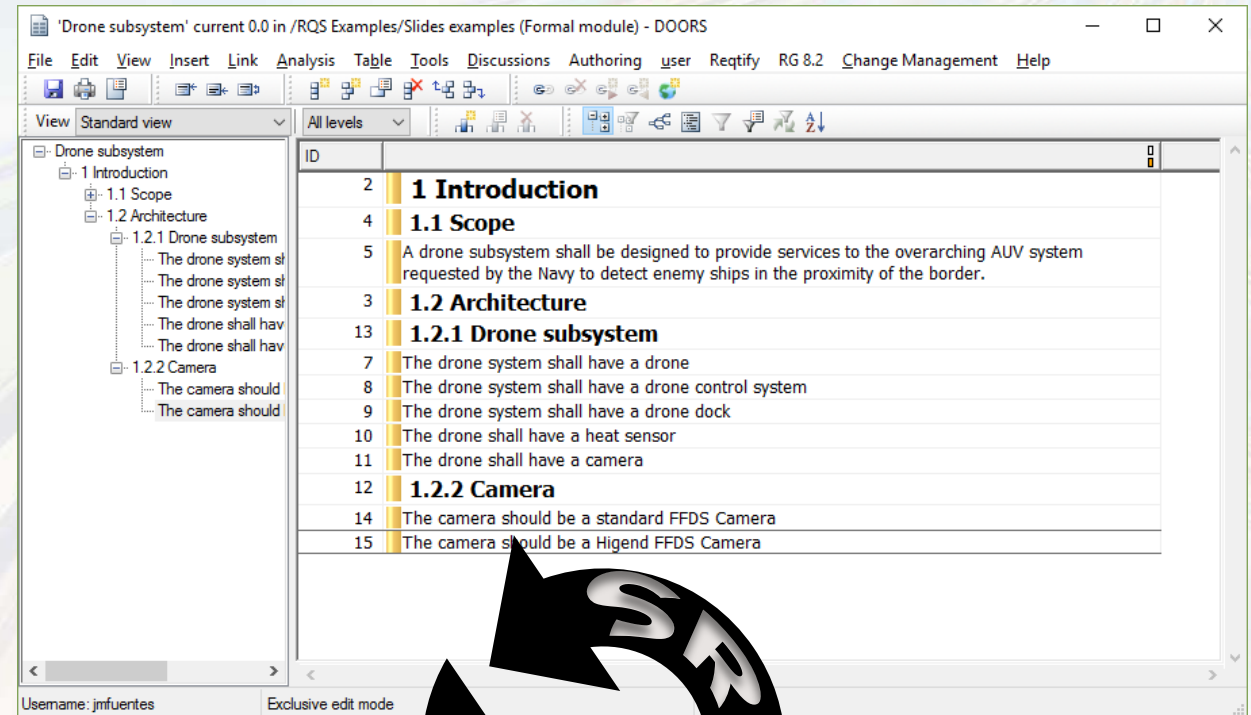 'Drone subsystem' current 0.0 in /RQS Examples/Slides examples (Formal module) - DOORS
File Edit View Insert Link Analysis Table Tools Discussions Authoring user Reqtify RG 8.2 Change Management Help
View Standard view All levels
Drone subsystem
1 Introduction
1.1 Scope
1.2 Architecture
1.2.1 Drone subsystem
The drone system sh
The drone system sh
The drone system sh
The drone shall hav
The drone shall hav
1.2.2 Camera
The camera should
The camera should
ID
2 1 Introduction
4 1.1 Scope
5 A drone subsystem shall be designed to provide services to the overarching AUV system
requested by the Navy to detect enemy ships in the proximity of the border.
3 1.2 Architecture
13 1.2.1 Drone subsystem
7 The drone system shall have a drone
8 The drone system shall have a drone control system
9 The drone system shall have a drone dock
10 The drone shall have a heat sensor
11 The drone shall have a camera
12 1.2.2 Camera
14 The camera should be a standard FFDS Camera
15 The camera should be a Higend FFDS Camera
SR
Username: jmfuentes Exclusive edit mode